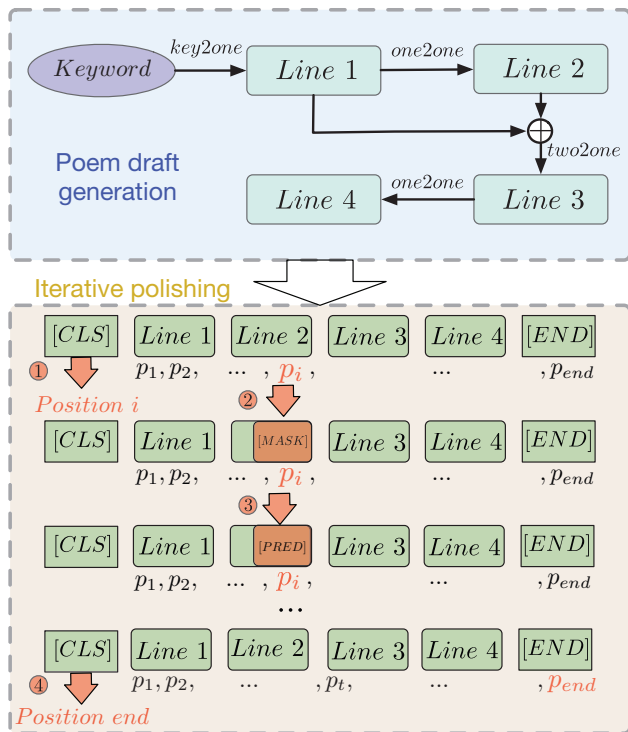 key2one
one2one
Keyword
Line 1
Line 2
two2one
Poem draft
generation
one2one
Line 4
Line 3
Iterative polishing
[CLS] Line 1 Line 2 Line 3 Line 4 [END]
1 p1, p2, ... , pi, ... , pend
Position i
2
[CLS] Line 1 [MASK] Line 3 Line 4 [END]
p1, p2, ... , pi , ... , pend
3
[CLS] Line 1 [PRED] Line 3 Line 4 [END]
p1, p2, ... , pi, ... , pend
...
[CLS] Line 1 Line 2 Line 3 Line 4 [END]
4 p1, p2, ... , pt, ... , pend
Position end